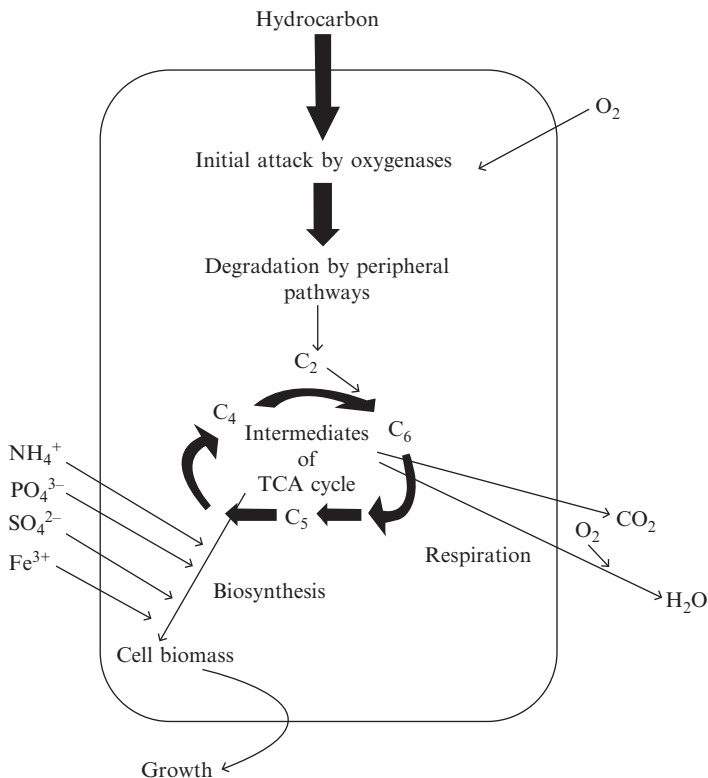 Hydrocarbon
O₂
Initial attack by oxygenases
Degradation by peripheral
pathways
C₂
C₄
C₆
Intermediates
of
TCA cycle
C₅
NH₄⁺
PO₄³⁻
SO₄²⁻
Fe³⁺
CO₂
O₂
Respiration
H₂O
Biosynthesis
Cell biomass
Growth